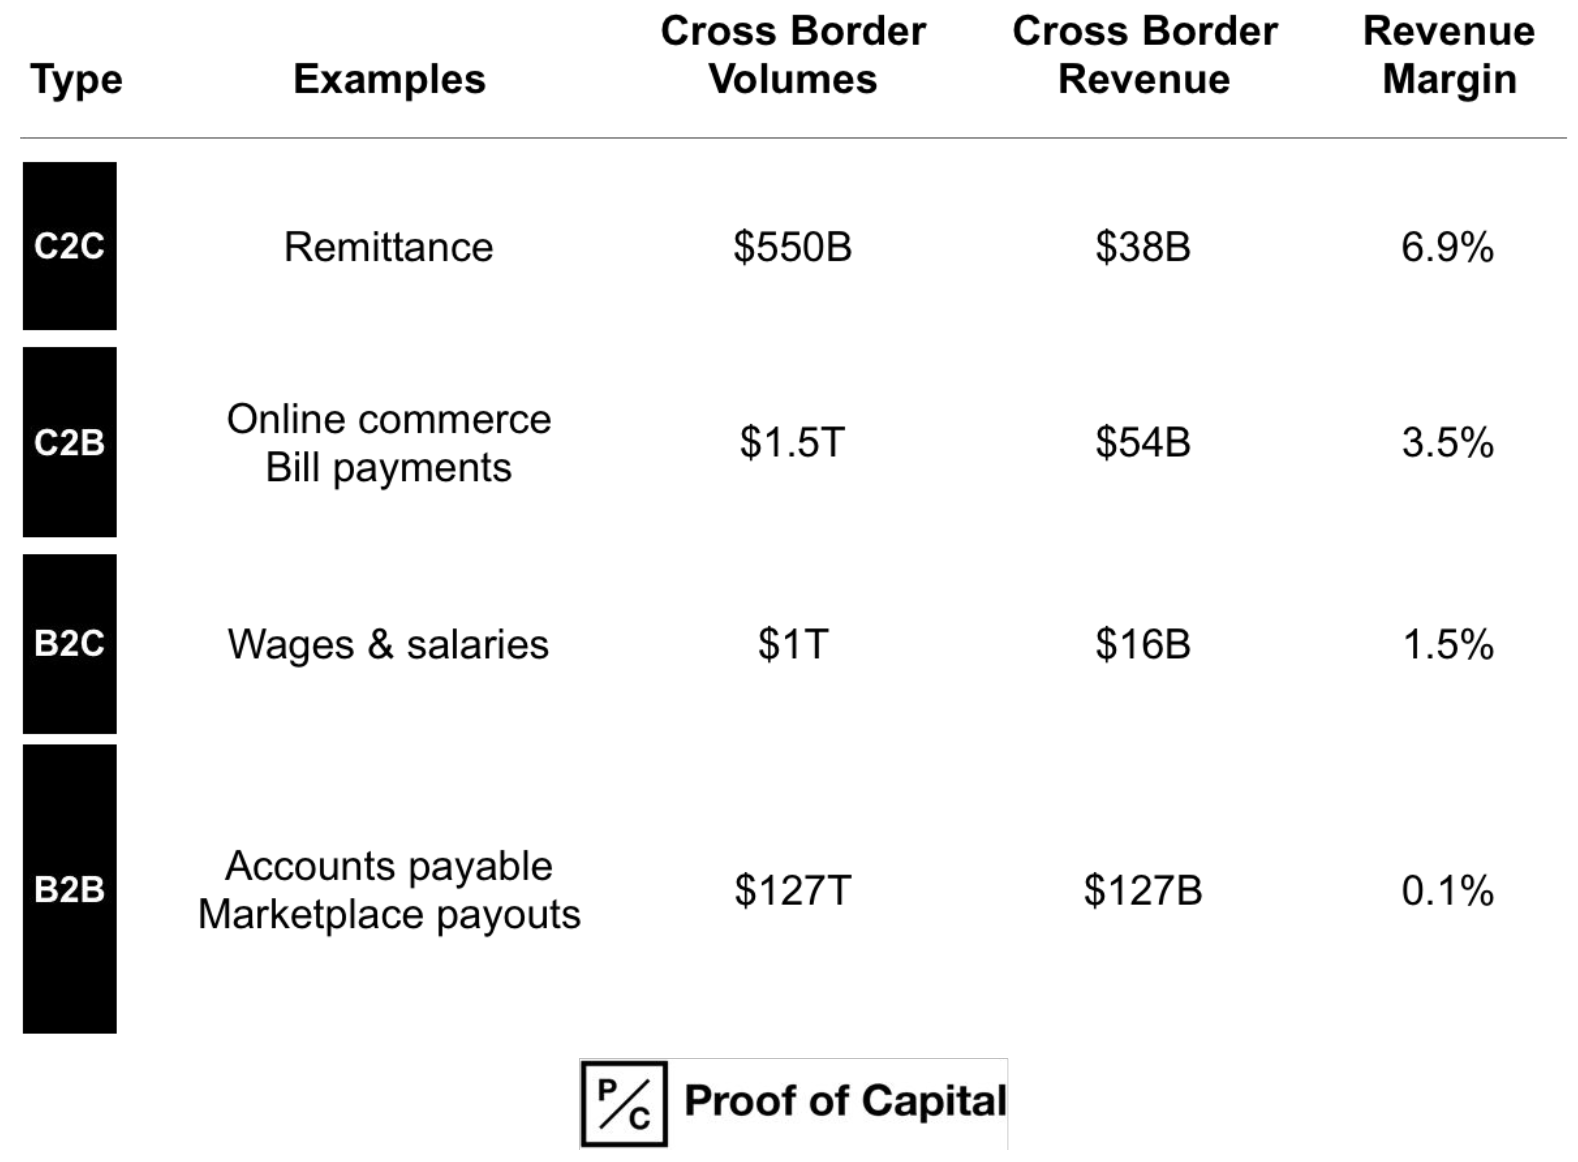 Type Examples Cross Border Volumes Cross Border Revenue Revenue Margin
C2C Remittance $550B $38B 6.9%
C2B Online commerce Bill payments $1.5T $54B 3.5%
B2C Wages & salaries $1T $16B 1.5%
B2B Accounts payable Marketplace payouts $127T $127B 0.1%
P/C Proof of Capital